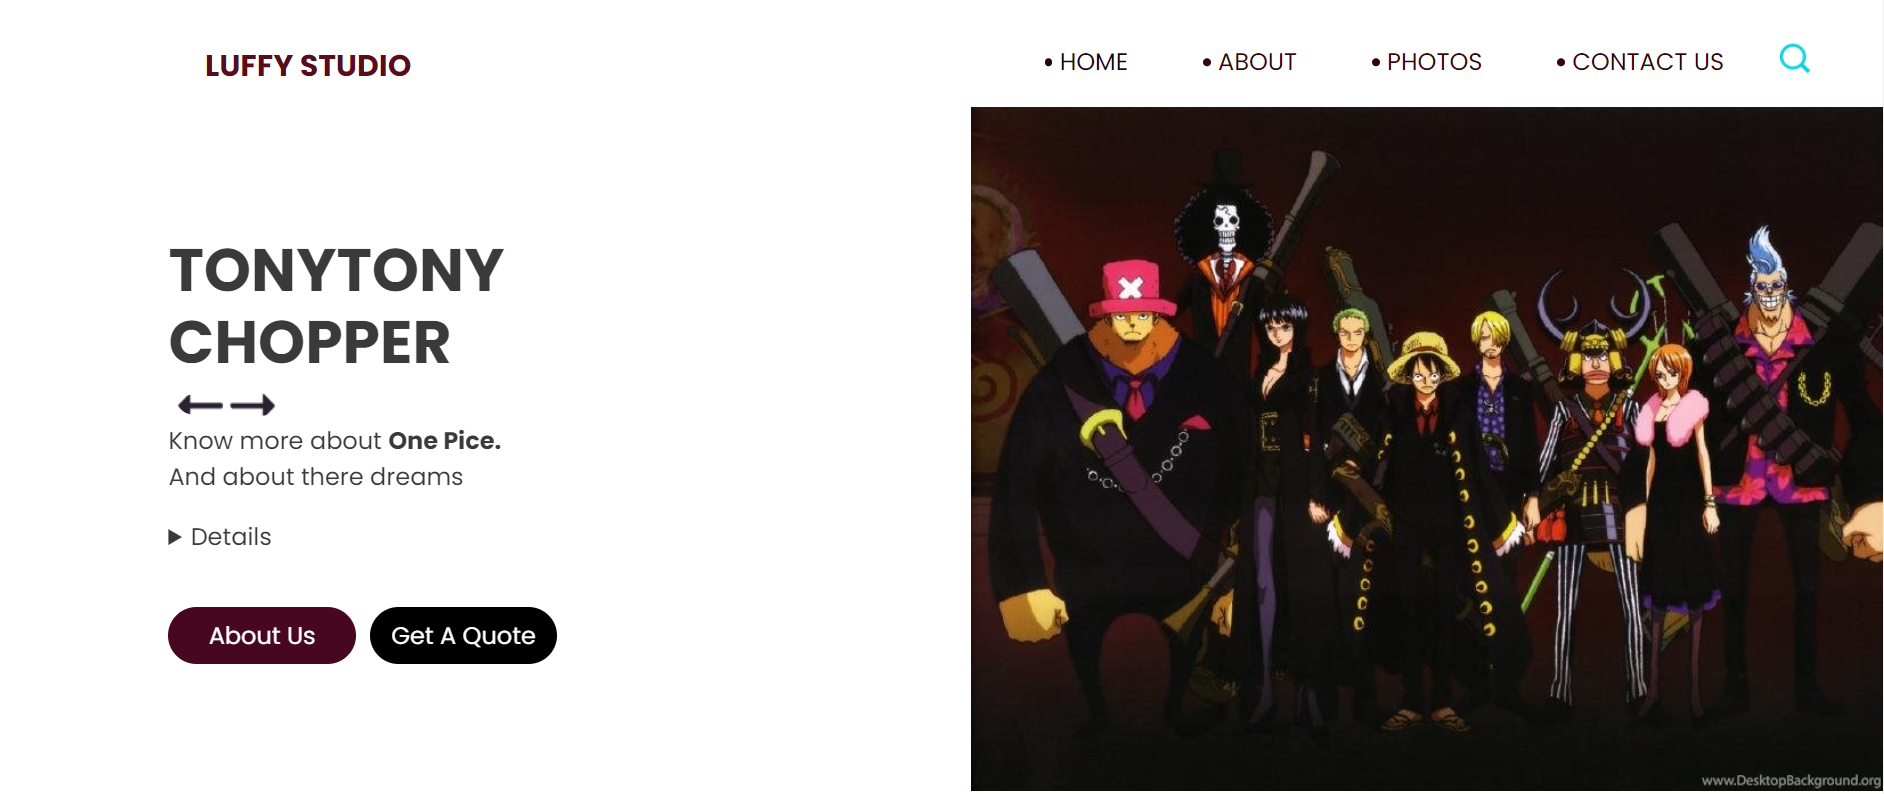 LUFFY STUDIO
• HOME • ABOUT • PHOTOS • CONTACT US
TONYTONY
CHOPPER
Know more about One Pice.
And about there dreams
Details
About Us Get A Quote
www.DesktopBackground.org